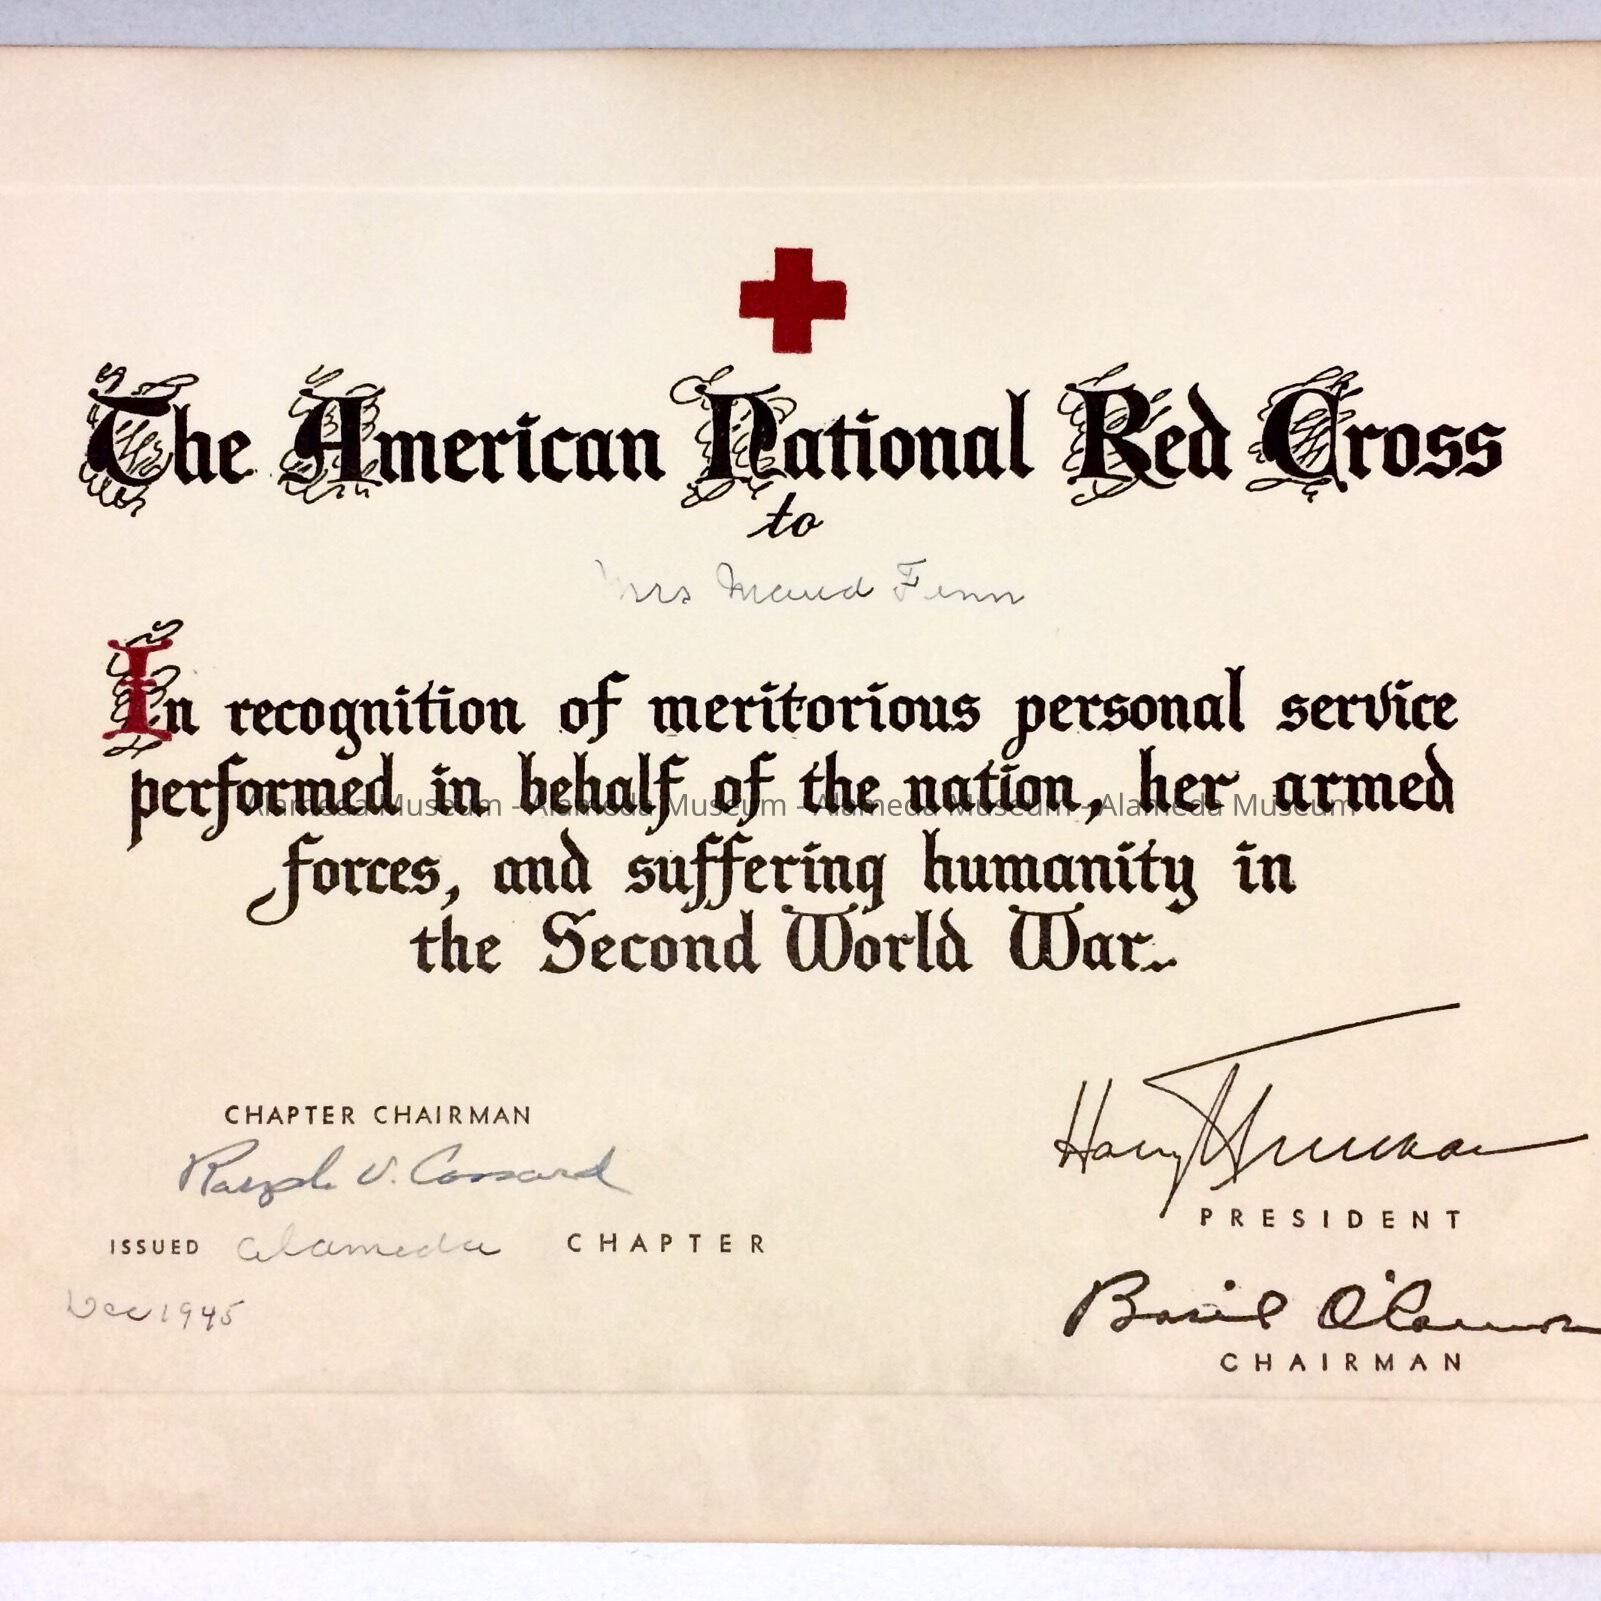 The American National Red Cross
to
Mrs Maud Finn
In recognition of meritorious personal service
performed in behalf of the nation, her armed
Alameda Museum - Alameda Museum - Alameda Museum - Alameda Museum
forces, and suffering humanity in
the Second World War.
CHAPTER CHAIRMAN
Ralph V. Cossard
ISSUED Alameda CHAPTER
Dec 1945
Harry Truman
PRESIDENT
Basil O'Connor
CHAIRMAN